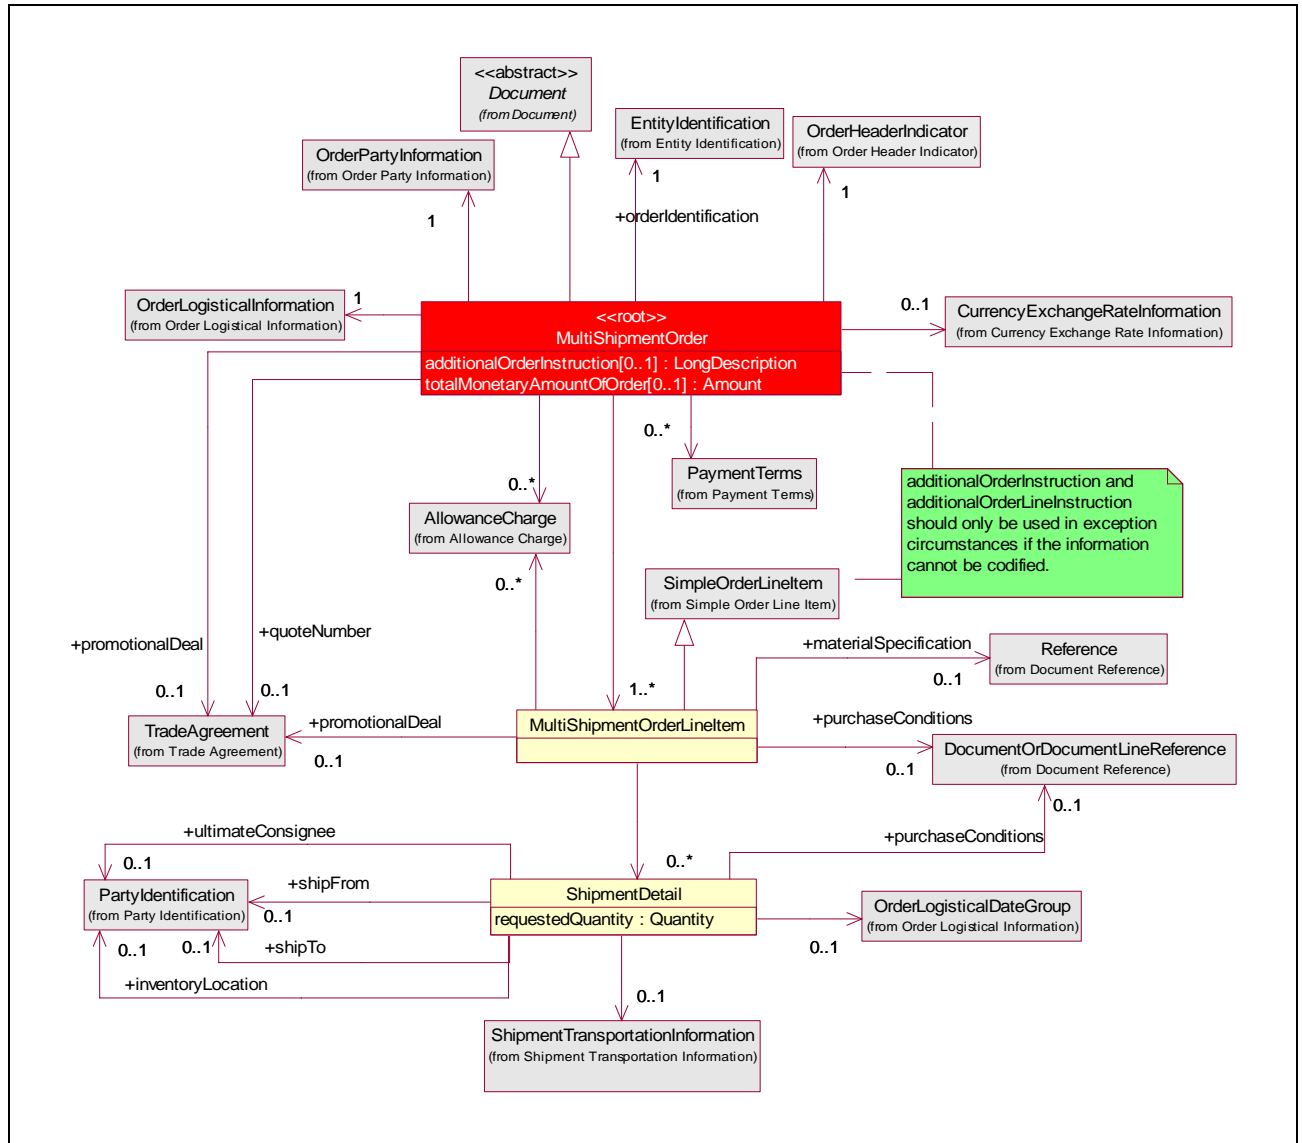 <<abstract>>
Document
(from Document)
EntityIdentification
(from Entity Identification)
OrderHeaderIndicator
(from Order Header Indicator)
OrderPartyInformation
(from Order Party Information)
1
1
1
+orderIdentification
OrderLogisticalInformation
(from Order Logistical Information)
1
<<root>>
MultiShipmentOrder
additionalOrderInstruction[0..1] : LongDescription
totalMonetaryAmountOfOrder[0..1] : Amount
0..1
CurrencyExchangeRateInformation
(from Currency Exchange Rate Information)
0..*
PaymentTerms
(from Payment Terms)
0..*
AllowanceCharge
(from Allowance Charge)
0..*
additionalOrderInstruction and
additionalOrderLineInstruction
should only be used in exception
circumstances if the information
cannot be codified.
SimpleOrderLineItem
(from Simple Order Line Item)
+promotionalDeal
+quoteNumber
0..1
0..1
1..*
+materialSpecification
0..1
Reference
(from Document Reference)
TradeAgreement
(from Trade Agreement)
+promotionalDeal
0..1
MultiShipmentOrderLineItem
+purchaseConditions
0..1
DocumentOrDocumentLineReference
(from Document Reference)
0..1
+purchaseConditions
+ultimateConsignee
0..1
0..*
PartyIdentification
(from Party Identification)
+shipFrom
0..1
ShipmentDetail
requestedQuantity : Quantity
OrderLogisticalDateGroup
(from Order Logistical Information)
0..1
0..1
0..1
+shipTo
+inventoryLocation
0..1
ShipmentTransportationInformation
(from Shipment Transportation Information)